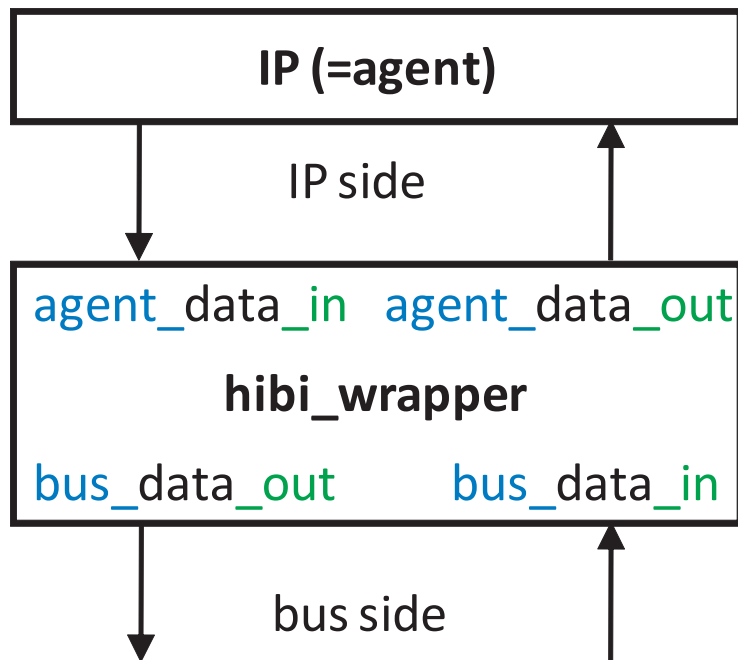 IP (=agent)
IP side
agent_data_in agent_data_out
hibi_wrapper
bus_data_out bus_data_in
bus side